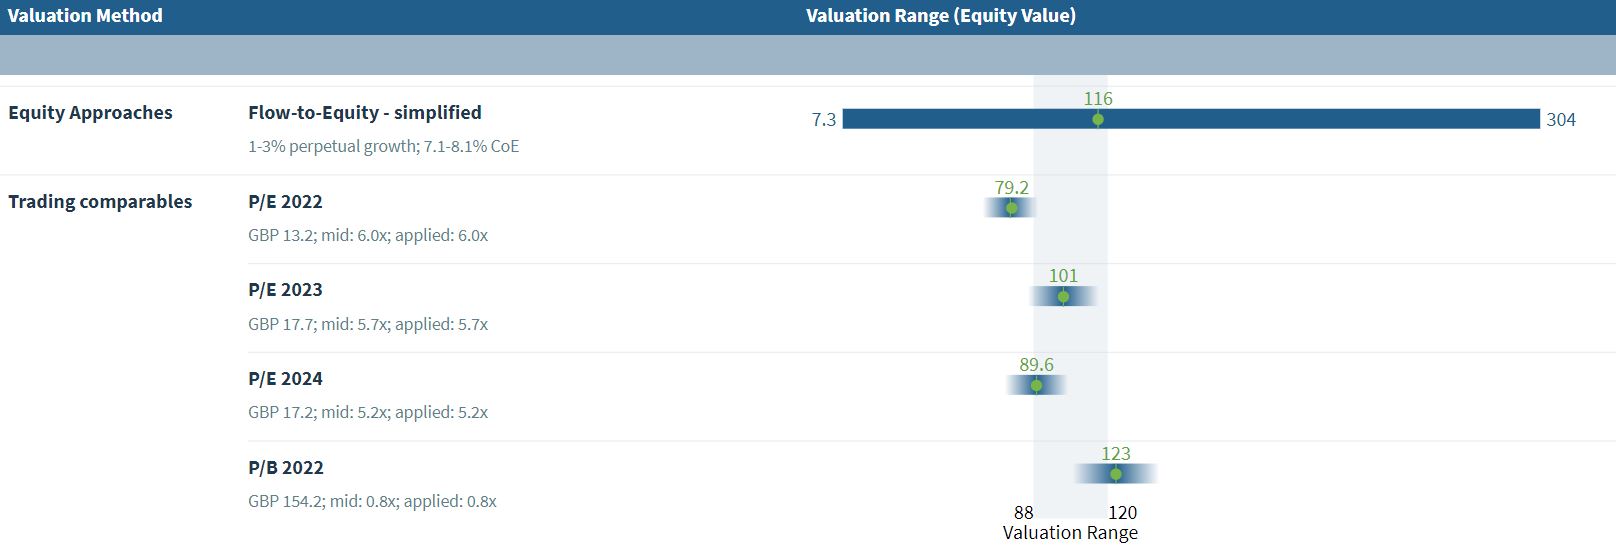 Valuation Method Valuation Range (Equity Value)
116
Equity Approaches Flow-to-Equity - simplified
7.3 304
1-3% perpetual growth; 7.1-8.1% CoE
79.2
Trading comparables P/E 2022
GBP 13.2; mid: 6.0x; applied: 6.0x
101
P/E 2023
GBP 17.7; mid: 5.7x; applied: 5.7x
89.6
P/E 2024
GBP 17.2; mid: 5.2x; applied: 5.2x
123
P/B 2022
GBP 154.2; mid: 0.8x; applied: 0.8x
88 120
Valuation Range